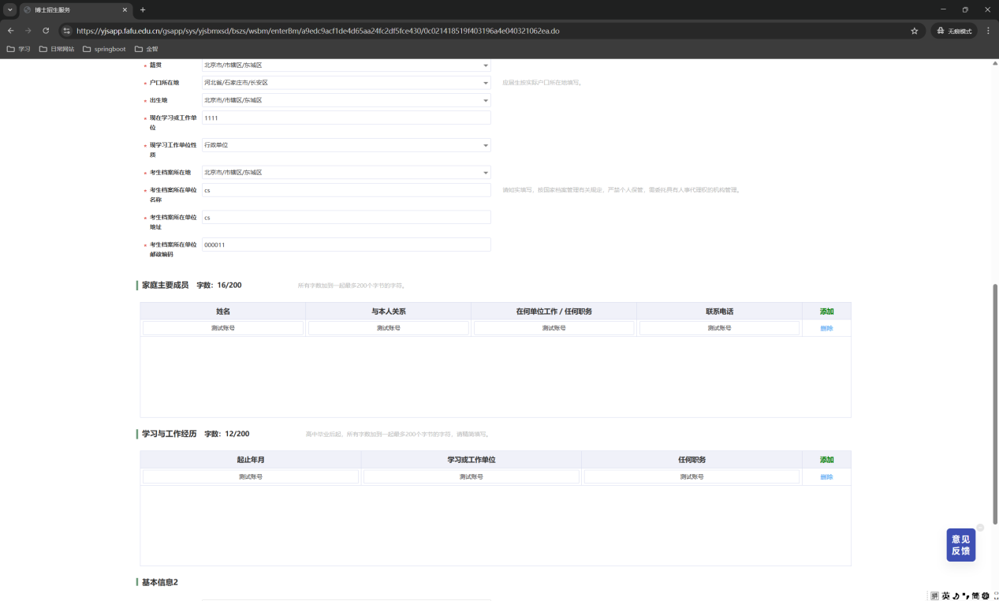 博士招生服务
https://yjsapp.fafu.edu.cn/gsapp/sys/yjsbmxsd/bszs/wsbm/enterBm/a9edc9acf1de4d65aa24fc2df5fce430/0c021418519f403196a4e040321062ea.do
无痕模式
学习 日常网站 springboot 金智
* 籍贯 北京市/市辖区/东城区
* 户口所在地 河北省/石家庄市/长安区 应届生按实际户口所在地填写。
* 出生地 北京市/市辖区/东城区
* 现在学习或工作单位 1111
* 现学习工作单位性质 行政单位
* 考生档案所在地 北京市/市辖区/东城区
* 考生档案所在单位名称 cs 请如实填写，按国家档案管理有关规定，严禁个人保管，需委托具有人事代理权的机构管理。
* 考生档案所在单位地址 cs
* 考生档案所在单位邮政编码 000011
家庭主要成员 字数：16/200 所有字数加到一起最多200个字节的字符。
姓名 与本人关系 在何单位工作 / 任何职务 联系电话 添加
测试账号 测试账号 测试账号 测试账号 删除
学习与工作经历 字数：12/200 高中毕业后起，所有字数加到一起最多200个字节的字符，请精简填写。
起止年月 学习或工作单位 任何职务 添加
测试账号 测试账号 测试账号 删除
意见
反馈
基本信息2
拼 英 简